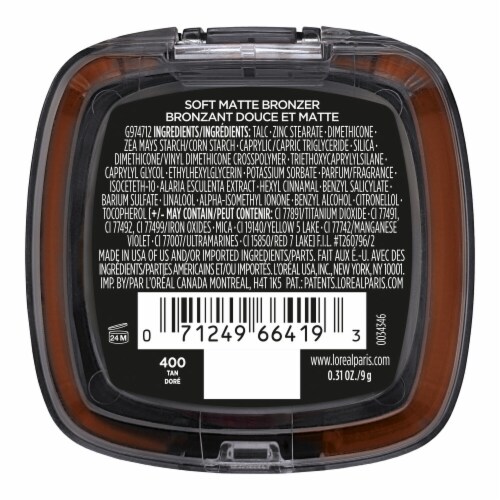 SOFT MATTE BRONZER
BRONZANT DOUCE ET MATTE
G974712 INGREDIENTS/INGRÉDIENTS: TALC · ZINC STEARATE · DIMETHICONE ·
ZEA MAYS STARCH/CORN STARCH · CAPRYLIC/CAPRIC TRIGLYCERIDE · SILICA ·
DIMETHICONE/VINYL DIMETHICONE CROSSPOLYMER · TRIETHOXYCAPRYLYLSILANE ·
CAPRYLYL GLYCOL · ETHYLHEXYLGLYCERIN · POTASSIUM SORBATE · PARFUM/FRAGRANCE ·
ISOCETETH-10 · ALARIA ESCULENTA EXTRACT · HEXYL CINNAMAL · BENZYL SALICYLATE ·
BARIUM SULFATE · LINALOOL · ALPHA-ISOMETHYL IONONE · BENZYL ALCOHOL · CITRONELLOL ·
TOCOPHEROL [+/- MAY CONTAIN/PEUT CONTENIR: CI 77891/TITANIUM DIOXIDE · CI 77491,
CI 77492, CI 77499/IRON OXIDES · MICA · CI 19140/YELLOW 5 LAKE · CI 77742/MANGANESE
VIOLET · CI 77007/ULTRAMARINES · CI 15850/RED 7 LAKE] F.I.L. #T260796/2
MADE IN USA OF US AND/OR IMPORTED INGREDIENTS/PARTS. FAIT AUX É.-U. AVEC DES
INGRÉDIENTS/PARTIES AMÉRICAINS ET/OU IMPORTÉS. L'ORÉAL USA, INC., NEW YORK, NY 10001.
IMP. BY/PAR L'ORÉAL CANADA MONTREAL, H4T 1K5 PAT.: PATENTS.LOREALPARIS.COM
24 M
0 71249 66419 3
0034346
400
TAN
DORÉ
www.lorealparis.com
0.31 OZ./9 g